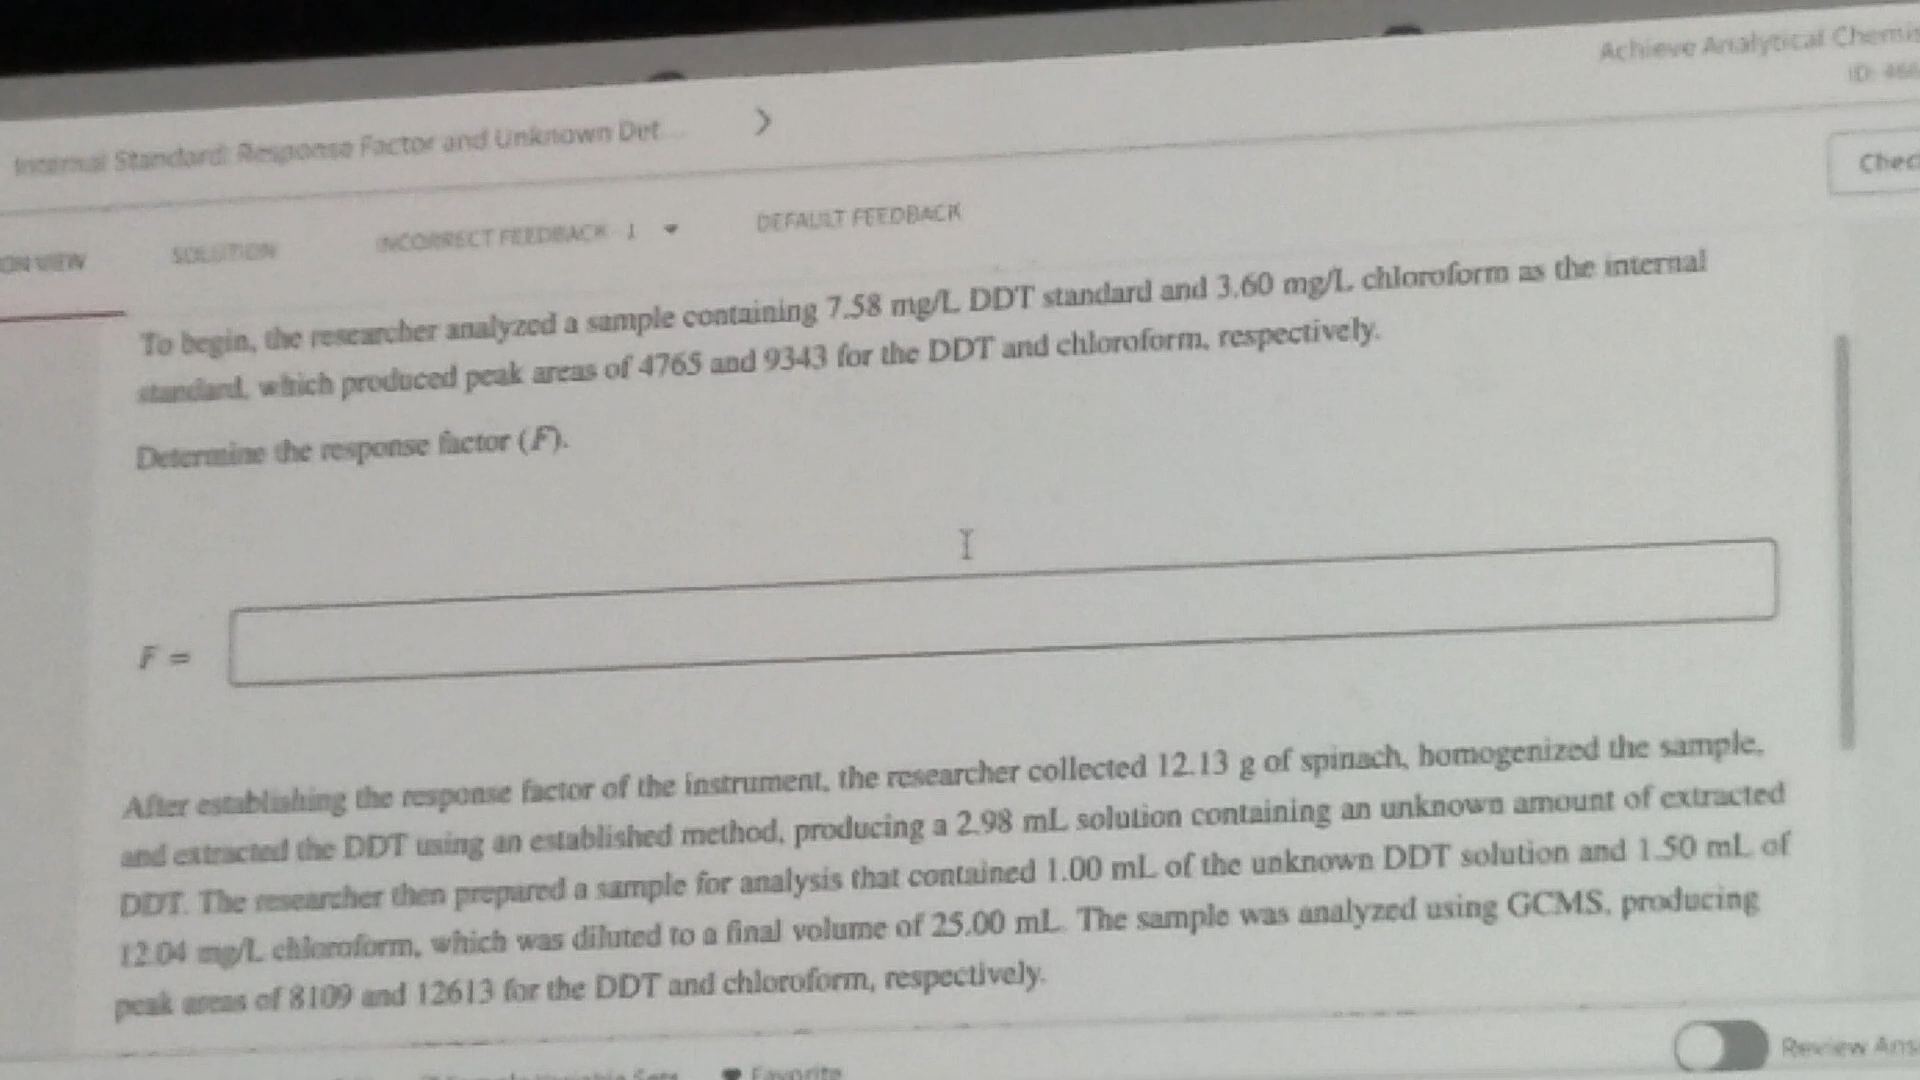 Achieve Analytical Chemis
ID: 466
Internal Standard: Response Factor and Unknown Det...
Chec
ON VIEW
SOLUTION
INCORRECT FEEDBACK 1
DEFAULT FEEDBACK
To begin, the researcher analyzed a sample containing 7.58 mg/L DDT standard and 3.60 mg/L chloroform as the internal
standard, which produced peak areas of 4765 and 9343 for the DDT and chloroform, respectively.
Determine the response factor (F).
F =
After establishing the response factor of the instrument, the researcher collected 12.13 g of spinach, homogenized the sample,
and extracted the DDT using an established method, producing a 2.98 mL solution containing an unknown amount of extracted
DDT. The researcher then prepared a sample for analysis that contained 1.00 mL of the unknown DDT solution and 1.50 mL of
12.04 mg/L chloroform, which was diluted to a final volume of 25.00 mL. The sample was analyzed using GCMS, producing
peak areas of 8109 and 12613 for the DDT and chloroform, respectively.
Review Ans
Favorite